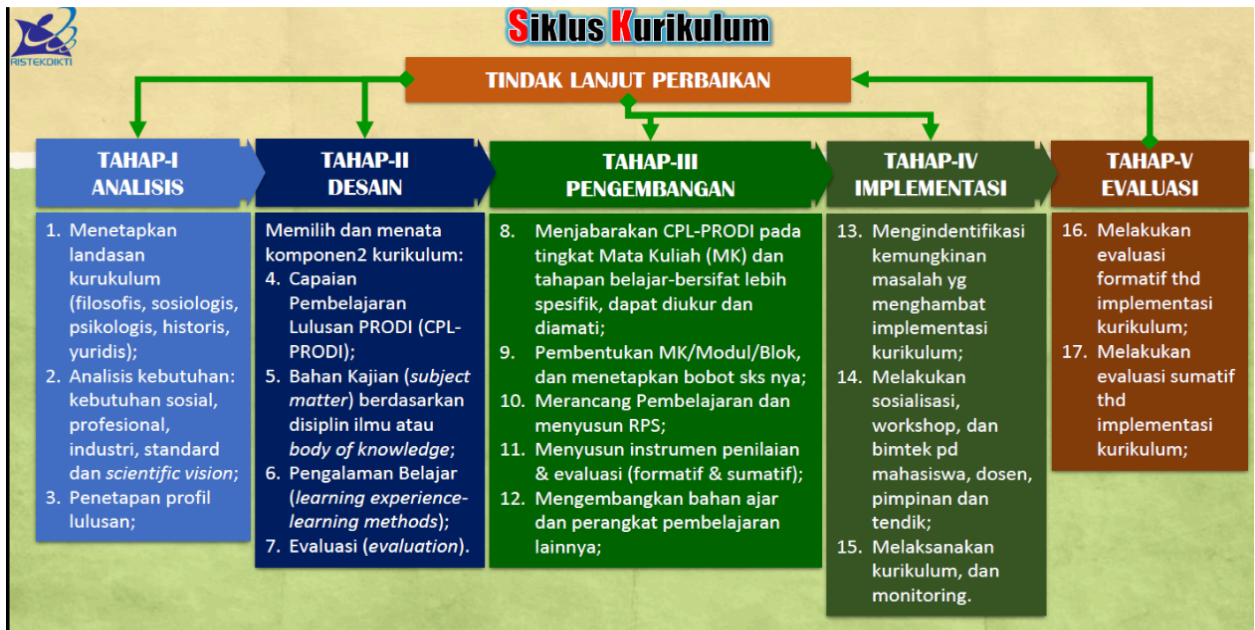 Siklus Kurikulum
RISTEKDIKTI
TINDAK LANJUT PERBAIKAN
TAHAP-I
ANALISIS
1. Menetapkan
landasan
kurukulum
(filosofis, sosiologis,
psikologis, historis,
yuridis);
2. Analisis kebutuhan:
kebutuhan sosial,
profesional,
industri, standard
dan scientific vision;
3. Penetapan profil
lulusan;
TAHAP-II
DESAIN
Memilih dan menata
komponen2 kurikulum:
4. Capaian
Pembelajaran
Lulusan PRODI (CPL-
PRODI);
5. Bahan Kajian (subject
matter) berdasarkan
disiplin ilmu atau
body of knowledge;
6. Pengalaman Belajar
(learning experience-
learning methods);
7. Evaluasi (evaluation).
TAHAP-III
PENGEMBANGAN
8. Menjabarakan CPL-PRODI pada
tingkat Mata Kuliah (MK) dan
tahapan belajar-bersifat lebih
spesifik, dapat diukur dan
diamati;
9. Pembentukan MK/Modul/Blok,
dan menetapkan bobot sks nya;
10. Merancang Pembelajaran dan
menyusun RPS;
11. Menyusun instrumen penilaian
& evaluasi (formatif & sumatif);
12. Mengembangkan bahan ajar
dan perangkat pembelajaran
lainnya;
TAHAP-IV
IMPLEMENTASI
13. Mengindentifikasi
kemungkinan
masalah yg
menghambat
implementasi
kurikulum;
14. Melakukan
sosialisasi,
workshop, dan
bimtek pd
mahasiswa, dosen,
pimpinan dan
tendik;
15. Melaksanakan
kurikulum, dan
monitoring.
TAHAP-V
EVALUASI
16. Melakukan
evaluasi
formatif thd
implementasi
kurikulum;
17. Melakukan
evaluasi sumatif
thd
implementasi
kurikulum;